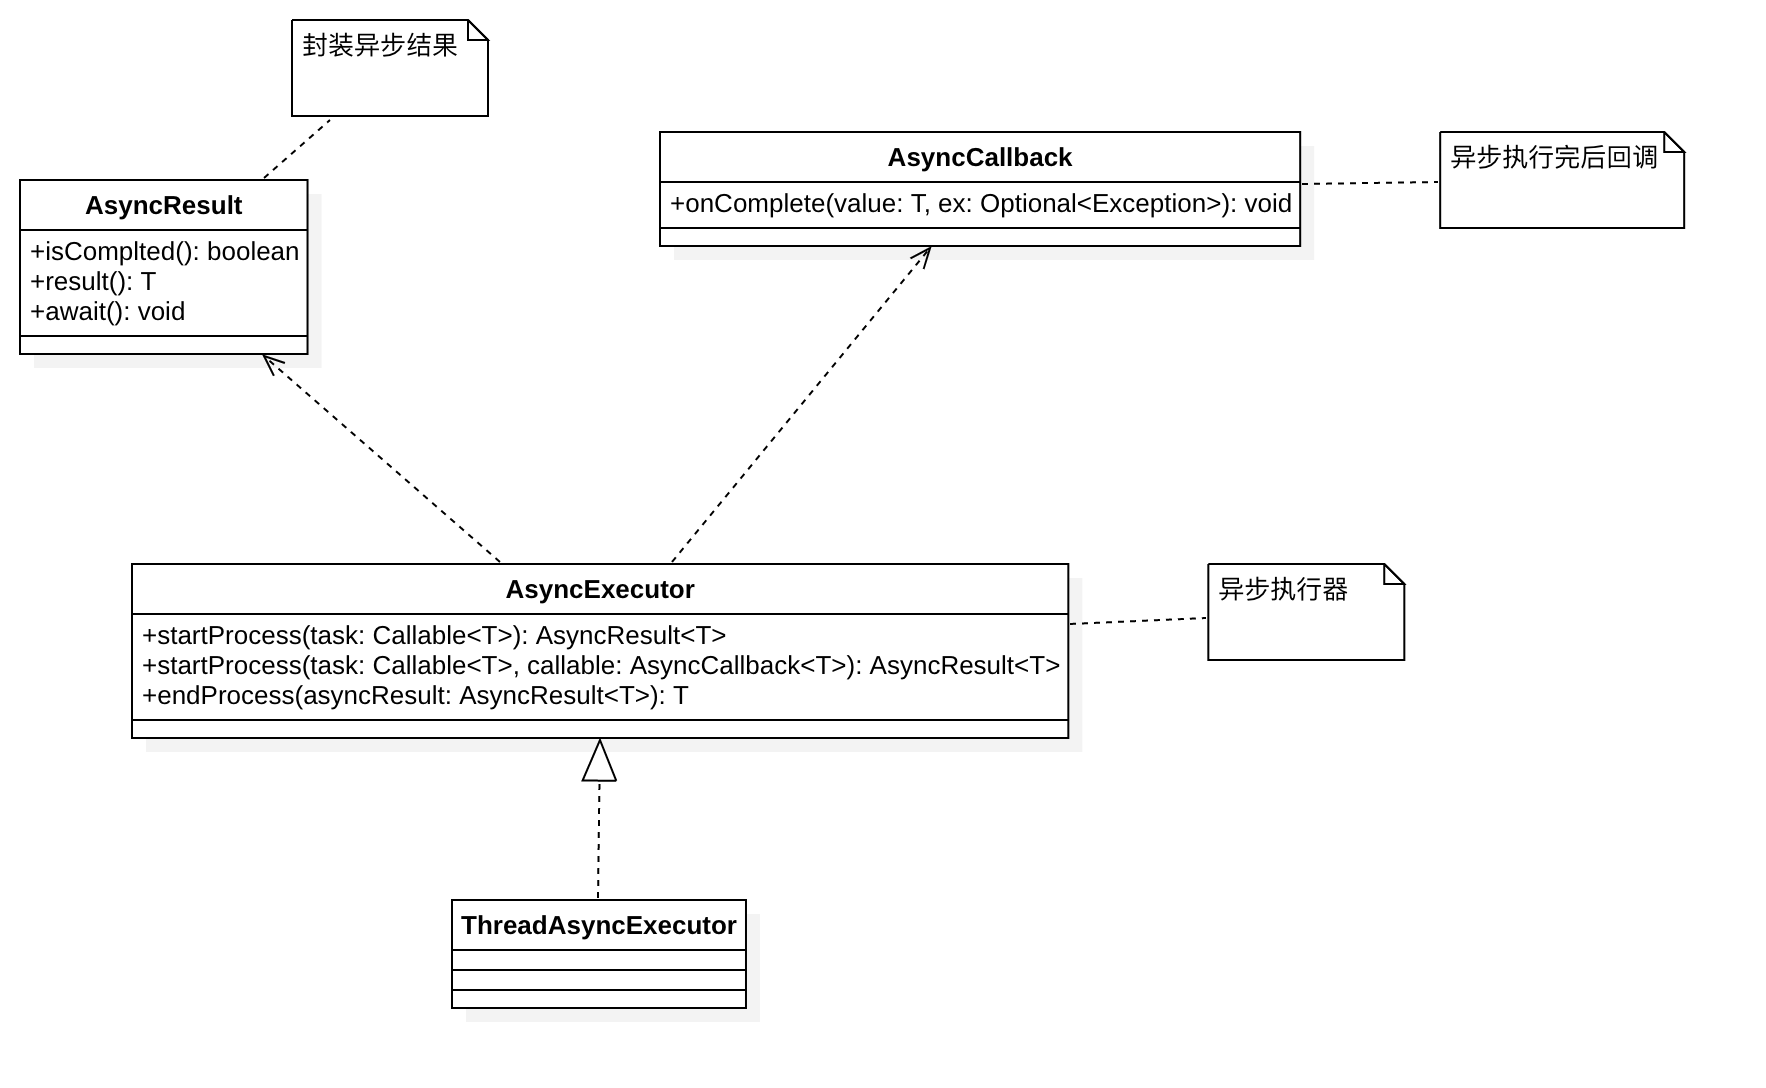 封装异步结果
AsyncCallback
+onComplete(value: T, ex: Optional<Exception>): void
异步执行完后回调
AsyncResult
+isComplted(): boolean
+result(): T
+await(): void
AsyncExecutor
+startProcess(task: Callable<T>): AsyncResult<T>
+startProcess(task: Callable<T>, callable: AsyncCallback<T>): AsyncResult<T>
+endProcess(asyncResult: AsyncResult<T>): T
异步执行器
ThreadAsyncExecutor